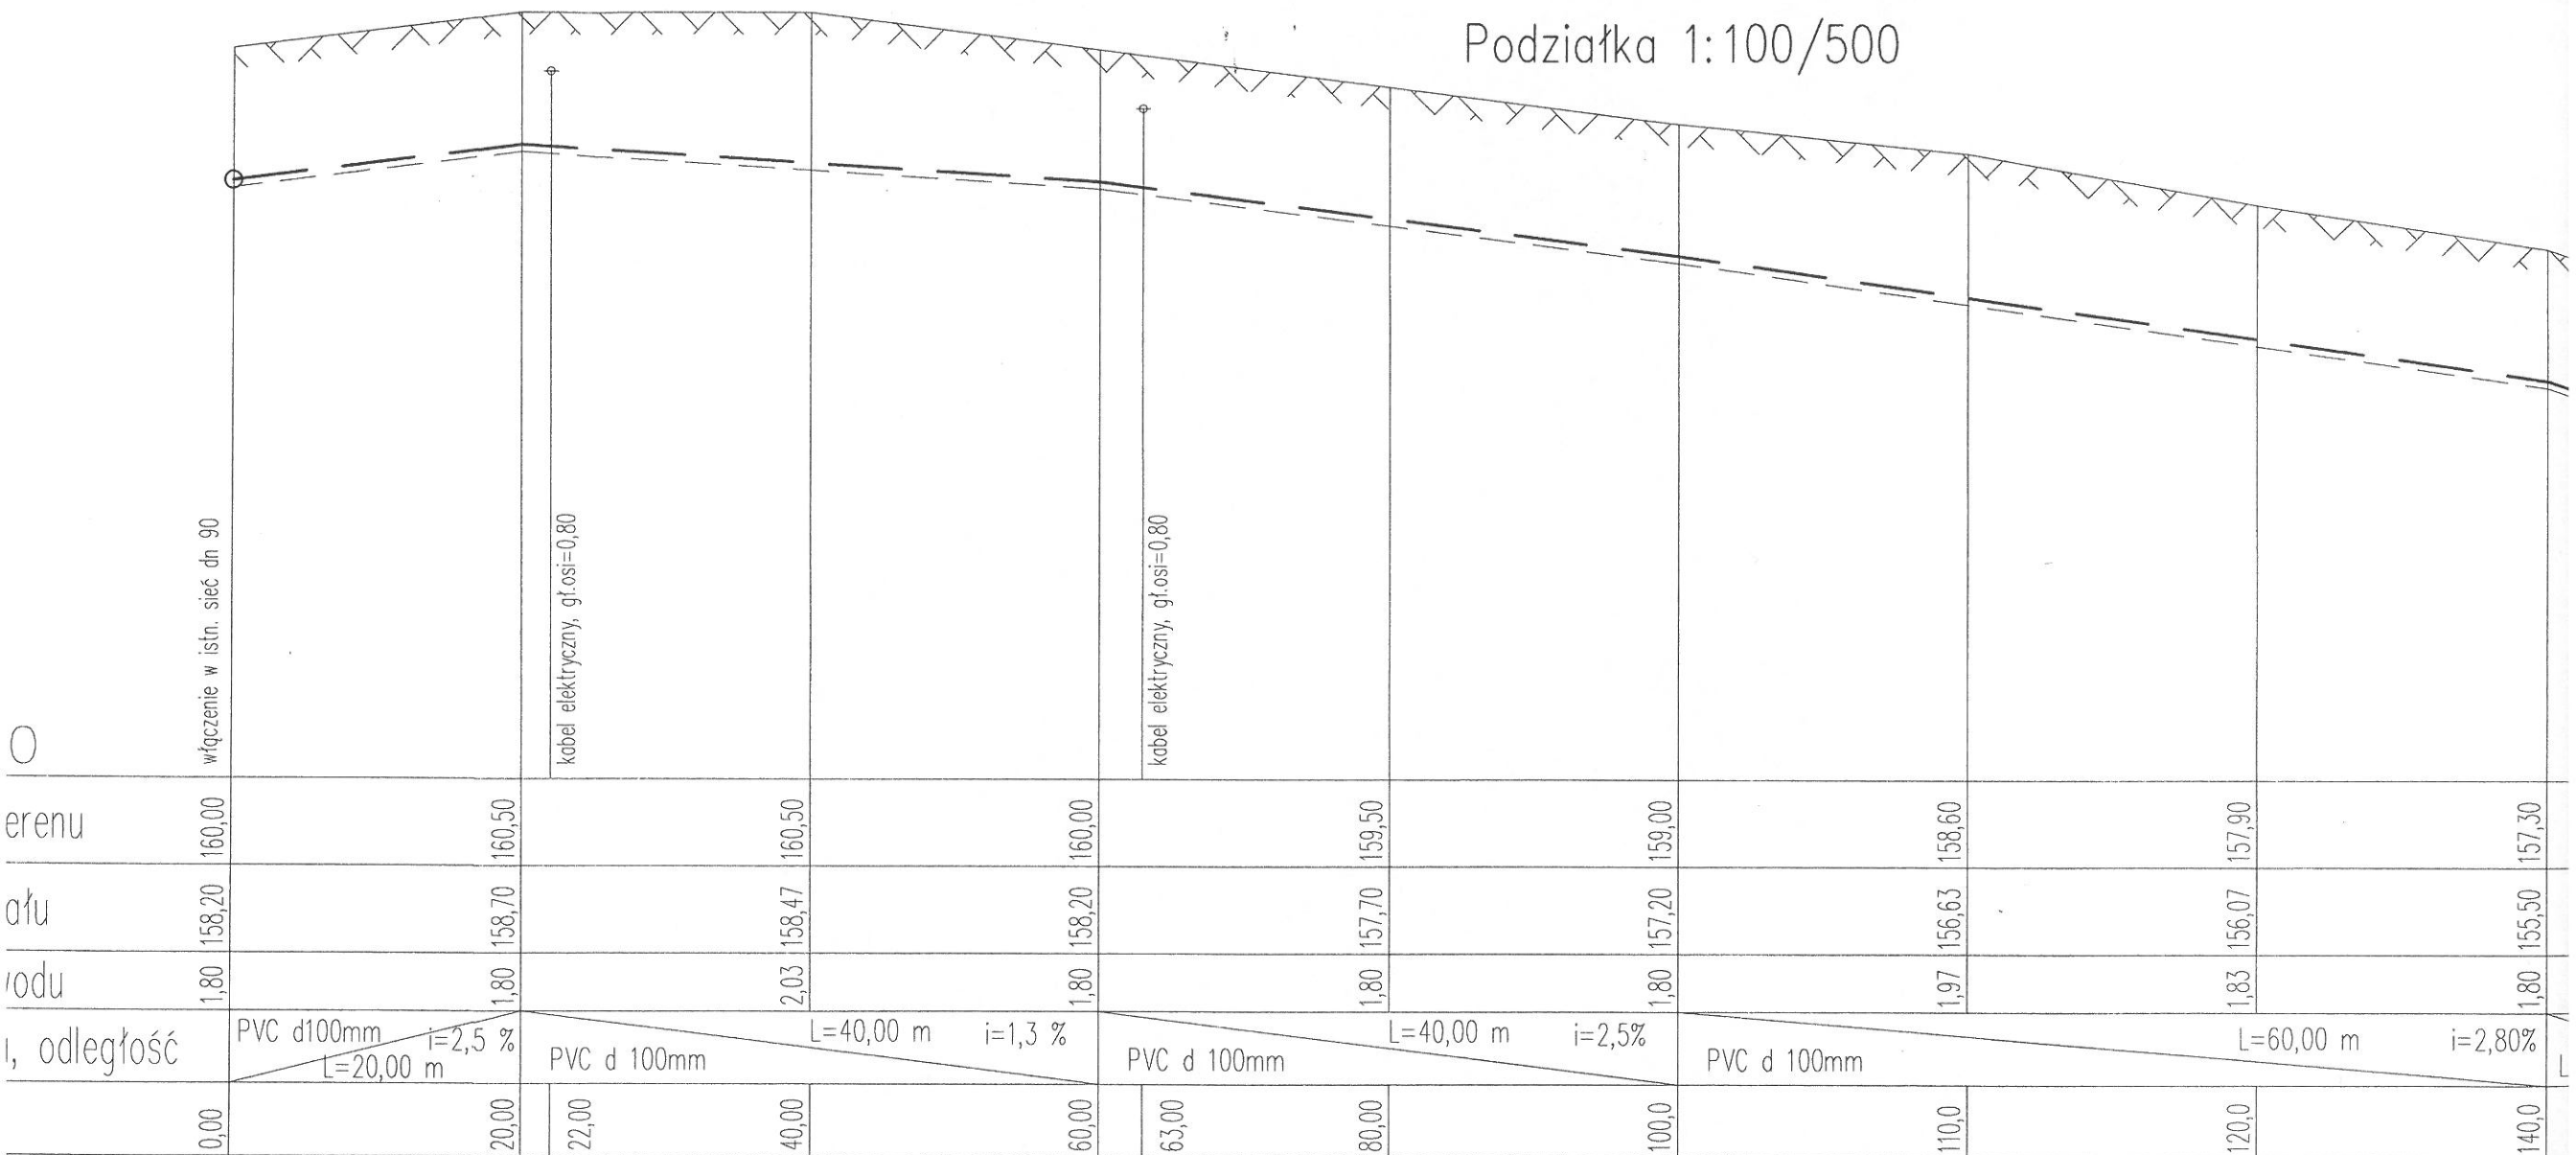 Podziałka 1:100/500
włączenie w istn. sieć dn 90
kabel elektryczny, gł.osi=0,80
kabel elektryczny, gł.osi=0,80
O
erenu 160,00 160,50 160,50 160,00 159,50 159,00 158,60 157,90 157,30
ału 158,20 158,70 158,47 158,20 157,70 157,20 156,63 156,07 155,50
odu 1,80 1,80 2,03 1,80 1,80 1,80 1,97 1,83 1,80
, odległość
PVC d100mm i=2,5 %
L=20,00 m
L=40,00 m i=1,3 %
PVC d 100mm
L=40,00 m i=2,5%
PVC d 100mm
L=60,00 m i=2,80%
PVC d 100mm
L
0,00 20,00 22,00 40,00 60,00 63,00 80,00 100,0 110,0 120,0 140,0